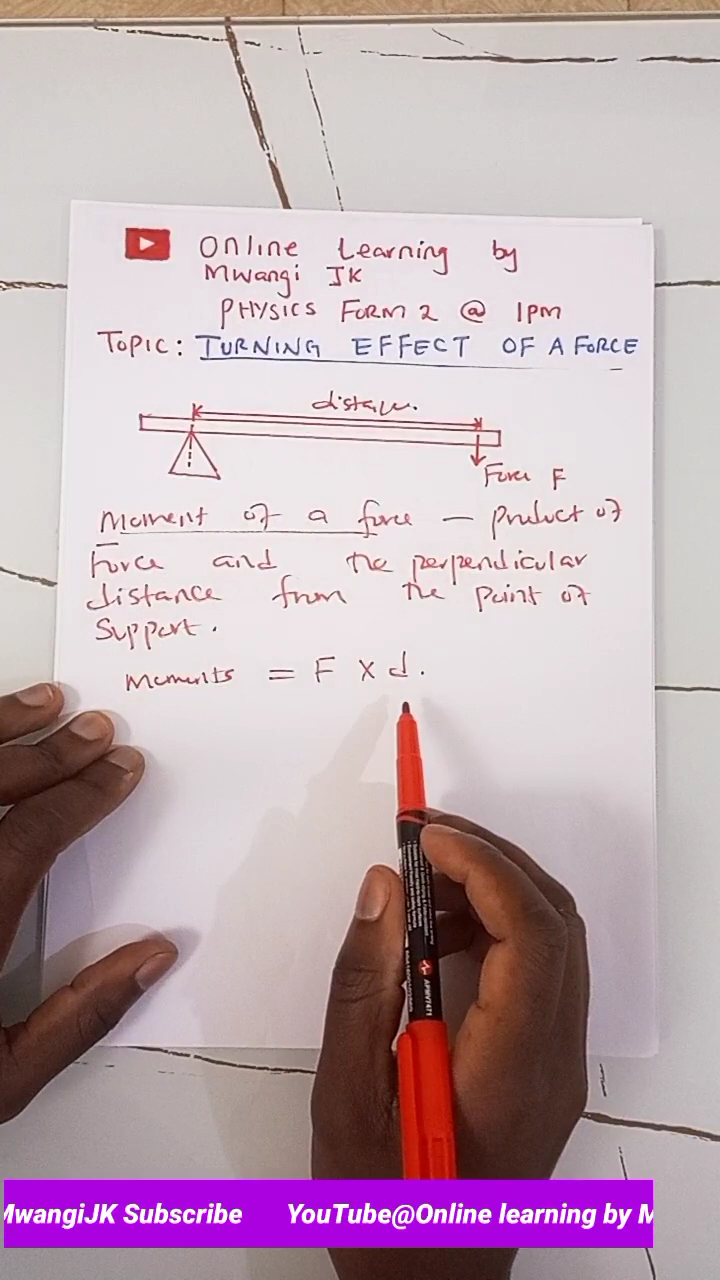 Online Learning by
Mwangi JK
PHYSICS FORM 2 @ 1PM
TOPIC: TURNING EFFECT OF A FORCE
distance.
Force F
Moment of a force — product of
Force and the perpendicular
distance from the point of
Support.
Moments = F x d.
APMV7471
MwangiJK Subscribe YouTube@Online learning by M